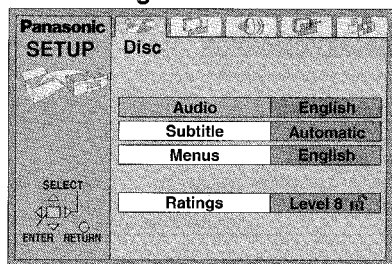 Panasonic
SETUP
Disc
Audio English
Subtitle Automatic
Menus English
Ratings Level 8
SELECT
ENTER RETURN